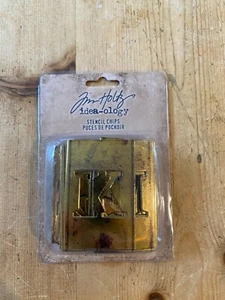 Tim Holtz
idea-ology
STENCIL CHIPS
PUCES DE POCHOIR
K I